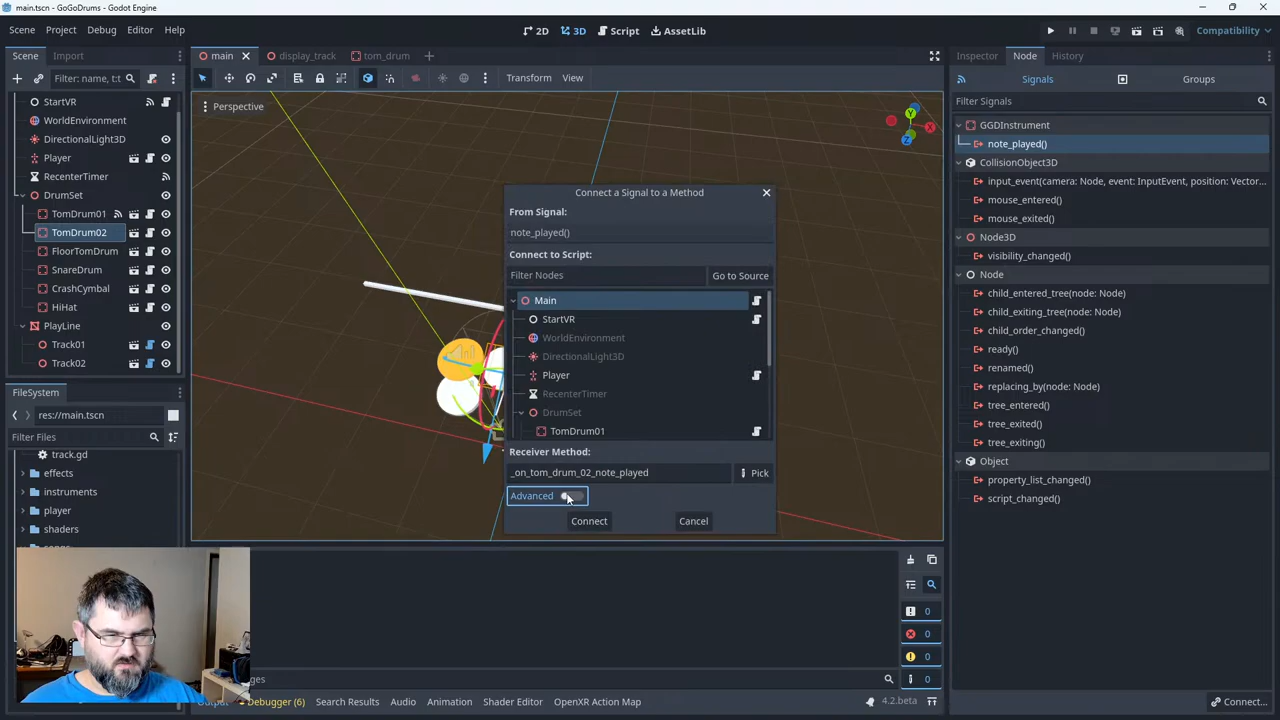 main.tscn - GoGoDrums - Godot Engine
Scene Project Debug Editor Help
2D 3D Script AssetLib
Compatibility
Scene Import
main display_track tom_drum
Inspector Node History
Filter: name, t:t
Transform View
Signals Groups
Perspective
StartVR
WorldEnvironment
DirectionalLight3D
Player
RecenterTimer
DrumSet
TomDrum01
TomDrum02
FloorTomDrum
SnareDrum
CrashCymbal
HiHat
PlayLine
Track01
Track02
FileSystem
res://main.tscn
Filter Files
track.gd
effects
instruments
player
shaders
Connect a Signal to a Method
From Signal:
note_played()
Connect to Script:
Filter Nodes Go to Source
Main
StartVR
WorldEnvironment
DirectionalLight3D
Player
RecenterTimer
DrumSet
TomDrum01
Receiver Method:
_on_tom_drum_02_note_played Pick
Advanced
Connect Cancel
Filter Signals
GGDInstrument
note_played()
CollisionObject3D
input_event(camera: Node, event: InputEvent, position: Vector...
mouse_entered()
mouse_exited()
Node3D
visibility_changed()
Node
child_entered_tree(node: Node)
child_exiting_tree(node: Node)
child_order_changed()
ready()
renamed()
replacing_by(node: Node)
tree_entered()
tree_exited()
tree_exiting()
Object
property_list_changed()
script_changed()
0
0
0
0
ges
Debugger (6) Search Results Audio Animation Shader Editor OpenXR Action Map
4.2.beta
Connect...